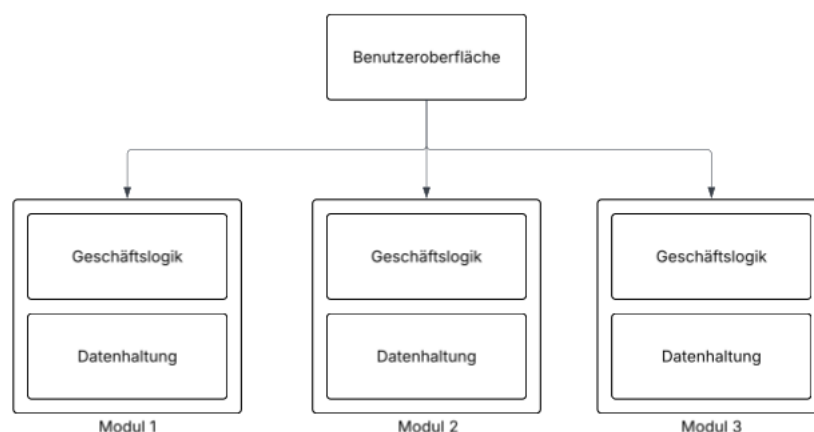 Benutzeroberfläche
Geschäftslogik
Geschäftslogik
Geschäftslogik
Datenhaltung
Datenhaltung
Datenhaltung
Modul 1
Modul 2
Modul 3